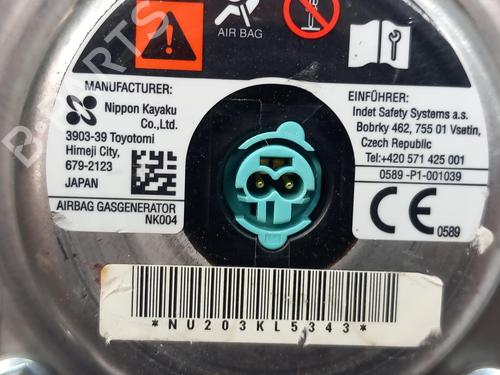 AIR BAG
MANUFACTURER:
Nippon Kayaku
Co.,Ltd.
3903-39 Toyotomi
Himeji City,
679-2123
JAPAN
AIRBAG GASGENERATOR
NK004
EINFÜHRER:
Indet Safety Systems a.s.
Bobrky 462, 755 01 Vsetin,
Czech Republic
Tel:+420 571 425 001
0589 -P1-001039
CE 0589
*NU203KL5343*
B-PARTS